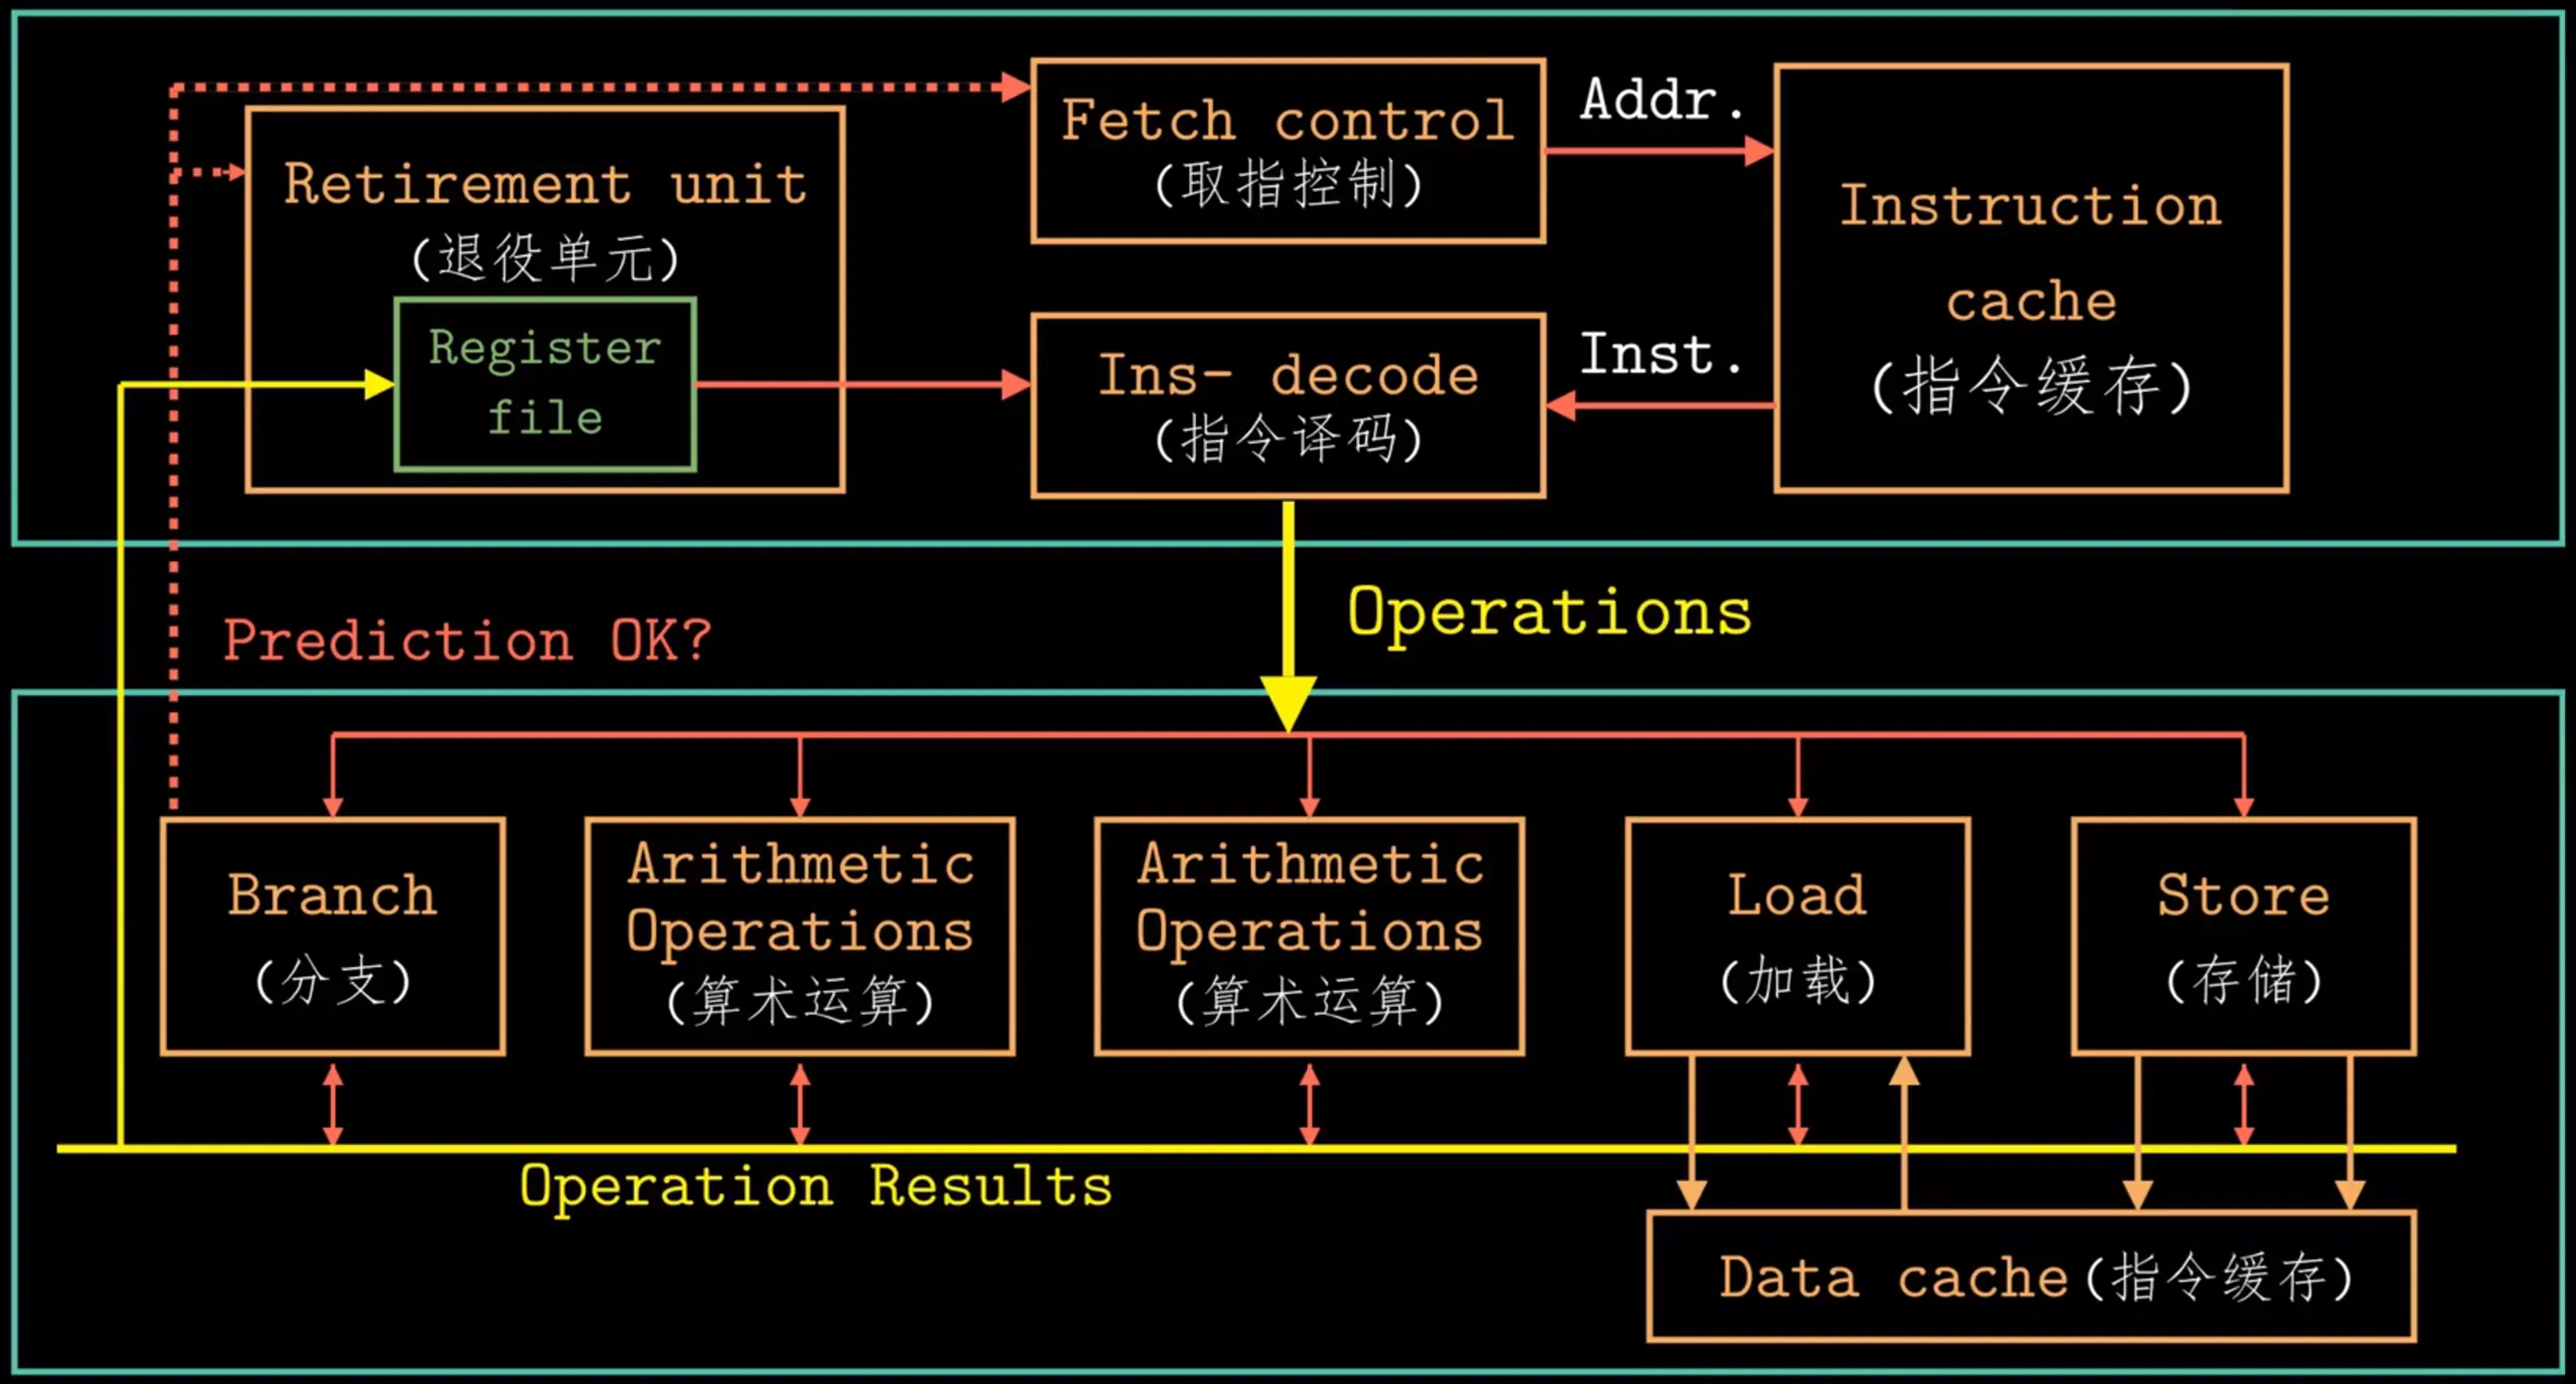 Fetch control
(取指控制)
Addr.
Retirement unit
(退役单元)
Instruction
cache
(指令缓存)
Register
file
Ins- decode
(指令译码)
Inst.
Prediction OK?
Operations
Branch
(分支)
Arithmetic
Operations
(算术运算)
Arithmetic
Operations
(算术运算)
Load
(加载)
Store
(存储)
Operation Results
Data cache(指令缓存)